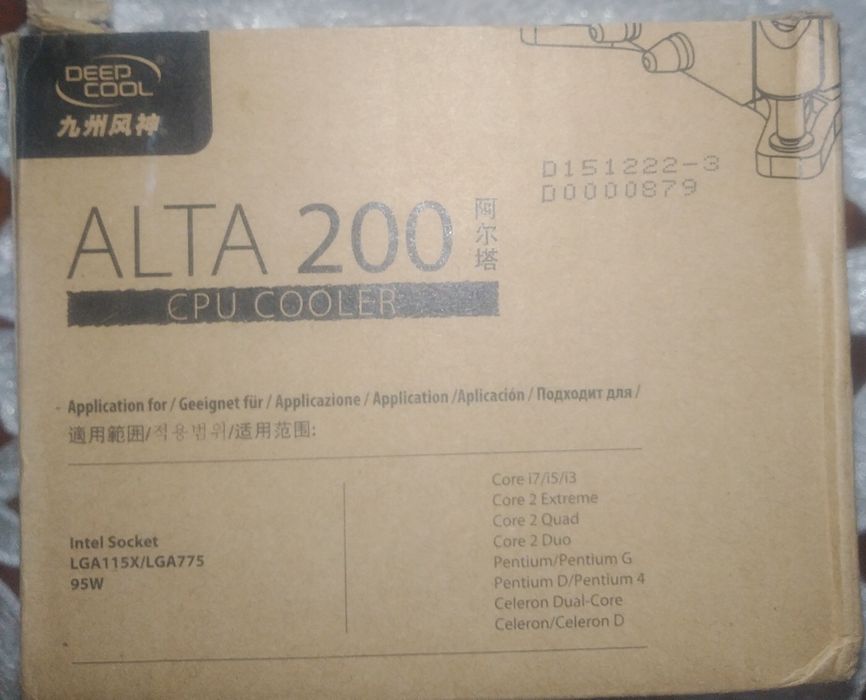 DEEP
COOL®
九州风神
D151222-3
D0000879
ALTA 200 阿尔塔
CPU COOLER
- Application for / Geeignet für / Applicazione / Application /Aplicación / Подходит для /
適用範囲/적용범위/适用范围:
Intel Socket
LGA115X/LGA775
95W
Core i7/i5/i3
Core 2 Extreme
Core 2 Quad
Core 2 Duo
Pentium/Pentium G
Pentium D/Pentium 4
Celeron Dual-Core
Celeron/Celeron D